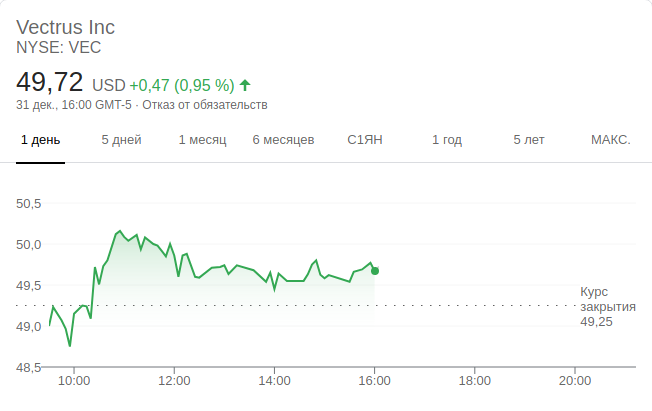 Vectrus Inc
NYSE: VEC
49,72 USD +0,47 (0,95 %)
31 дек., 16:00 GMT-5 · Отказ от обязательств
1 день 5 дней 1 месяц 6 месяцев С1ЯН 1 год 5 лет МАКС.
50,5
50,0
49,5
Курс
закрытия
49,25
49,0
48,5
10:00 12:00 14:00 16:00 18:00 20:00